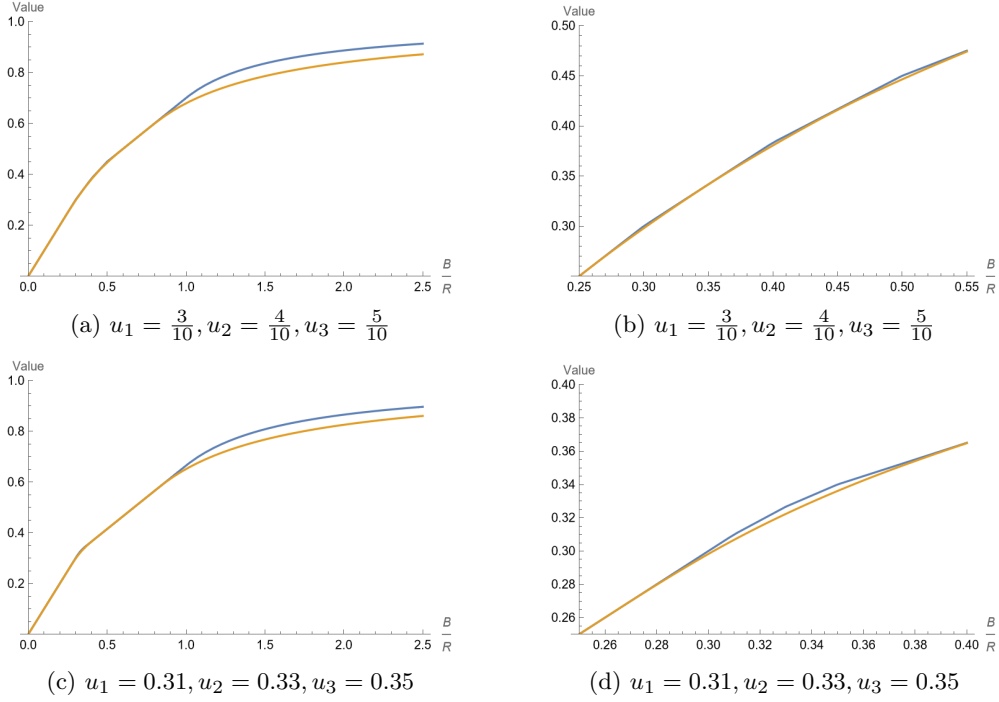 Value
1.0
0.8
0.6
0.4
0.2
0.0 0.5 1.0 1.5 2.0 2.5
B
R
(a) u₁ = 3/10, u₂ = 4/10, u₃ = 5/10
Value
0.50
0.45
0.40
0.35
0.30
0.25 0.30 0.35 0.40 0.45 0.50 0.55
B
R
(b) u₁ = 3/10, u₂ = 4/10, u₃ = 5/10
Value
1.0
0.8
0.6
0.4
0.2
0.0 0.5 1.0 1.5 2.0 2.5
B
R
(c) u₁ = 0.31, u₂ = 0.33, u₃ = 0.35
Value
0.40
0.38
0.36
0.34
0.32
0.30
0.28
0.26
0.26 0.28 0.30 0.32 0.34 0.36 0.38 0.40
B
R
(d) u₁ = 0.31, u₂ = 0.33, u₃ = 0.35